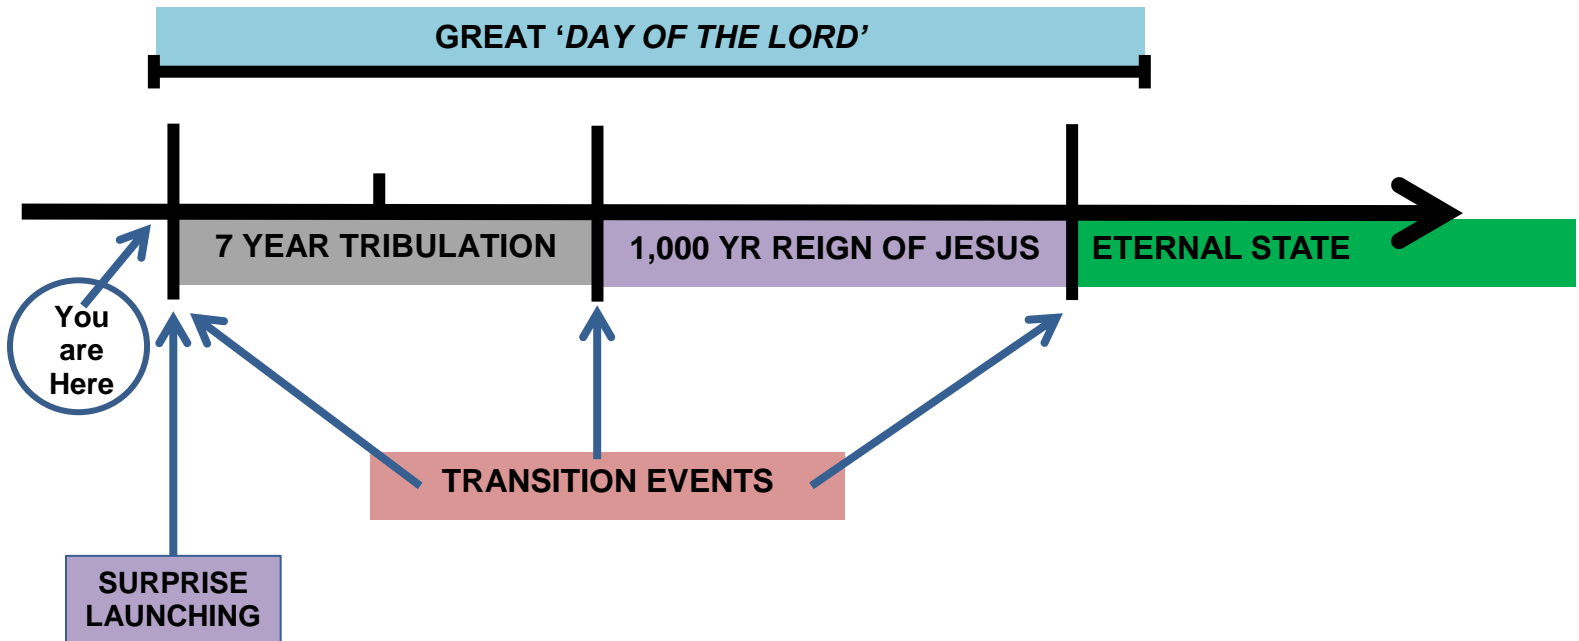 GREAT ‘DAY OF THE LORD’
7 YEAR TRIBULATION
1,000 YR REIGN OF JESUS
ETERNAL STATE
You
are
Here
TRANSITION EVENTS
SURPRISE
LAUNCHING